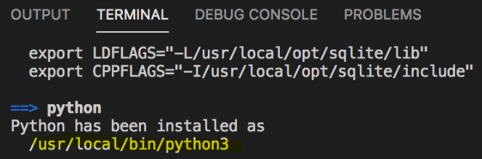 OUTPUT TERMINAL DEBUG CONSOLE PROBLEMS
export LDFLAGS="-L/usr/local/opt/sqlite/lib"
export CPPFLAGS="-I/usr/local/opt/sqlite/include"
==> python
Python has been installed as
/usr/local/bin/python3